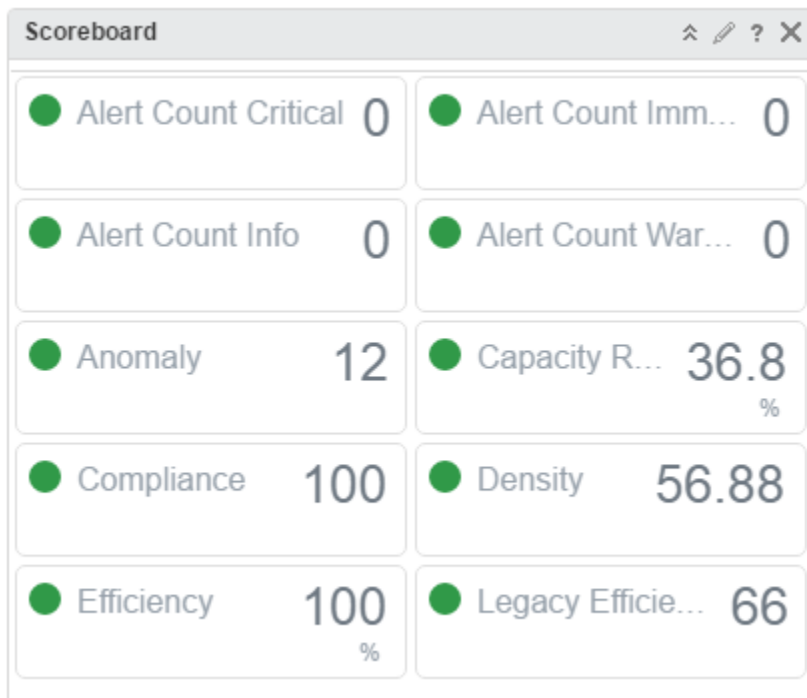 Scoreboard ?
Alert Count Critical 0
Alert Count Imm... 0
Alert Count Info 0
Alert Count War... 0
Anomaly 12
Capacity R... 36.8
%
Compliance 100
Density 56.88
Efficiency 100
%
Legacy Efficie... 66